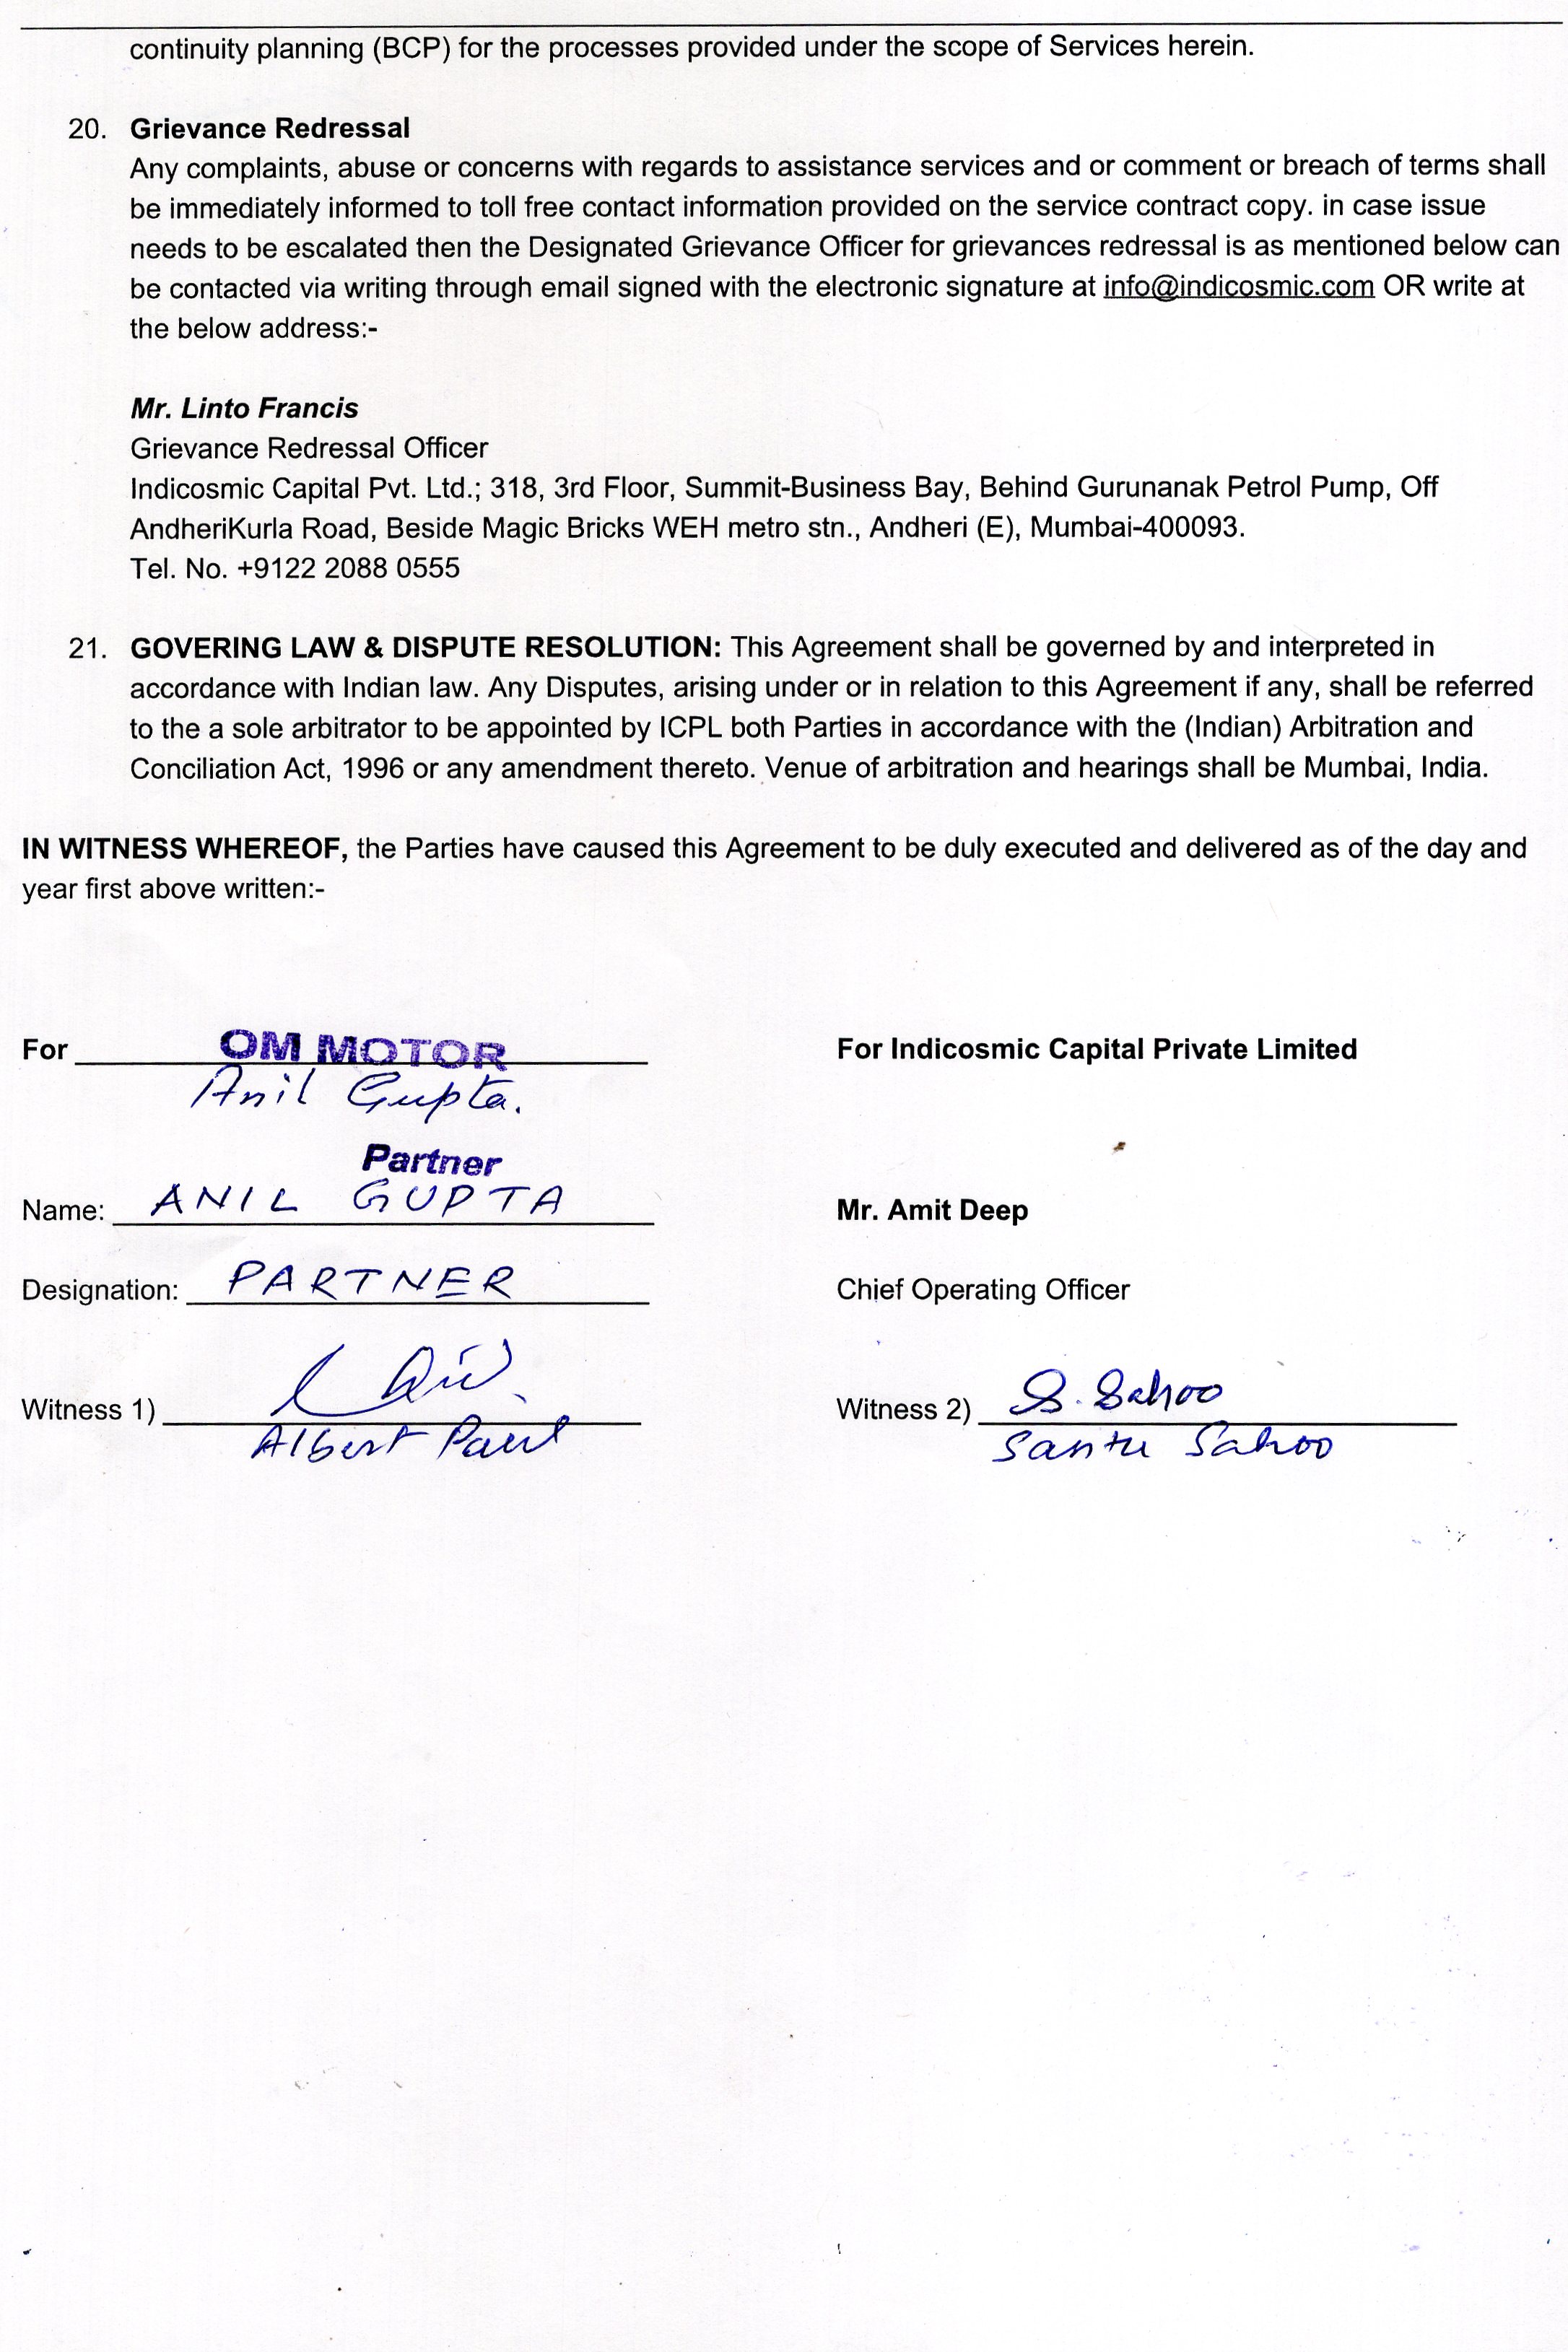 continuity planning (BCP) for the processes provided under the scope of Services herein.
20. Grievance Redressal
Any complaints, abuse or concerns with regards to assistance services and or comment or breach of terms shall
be immediately informed to toll free contact information provided on the service contract copy. in case issue
needs to be escalated then the Designated Grievance Officer for grievances redressal is as mentioned below can
be contacted via writing through email signed with the electronic signature at info@indicosmic.com OR write at
the below address:-
Mr. Linto Francis
Grievance Redressal Officer
Indicosmic Capital Pvt. Ltd.; 318, 3rd Floor, Summit-Business Bay, Behind Gurunanak Petrol Pump, Off
AndheriKurla Road, Beside Magic Bricks WEH metro stn., Andheri (E), Mumbai-400093.
Tel. No. +9122 2088 0555
21. GOVERING LAW & DISPUTE RESOLUTION: This Agreement shall be governed by and interpreted in
accordance with Indian law. Any Disputes, arising under or in relation to this Agreement if any, shall be referred
to the a sole arbitrator to be appointed by ICPL both Parties in accordance with the (Indian) Arbitration and
Conciliation Act, 1996 or any amendment thereto. Venue of arbitration and hearings shall be Mumbai, India.
IN WITNESS WHEREOF, the Parties have caused this Agreement to be duly executed and delivered as of the day and
year first above written:-
For OM MOTOR For Indicosmic Capital Private Limited
Anil Gupta.
Partner
Name: ANIL GUPTA Mr. Amit Deep
Designation: PARTNER Chief Operating Officer
Witness 1) Witness 2) S. Sahoo
Albert Paul Santu Sahoo